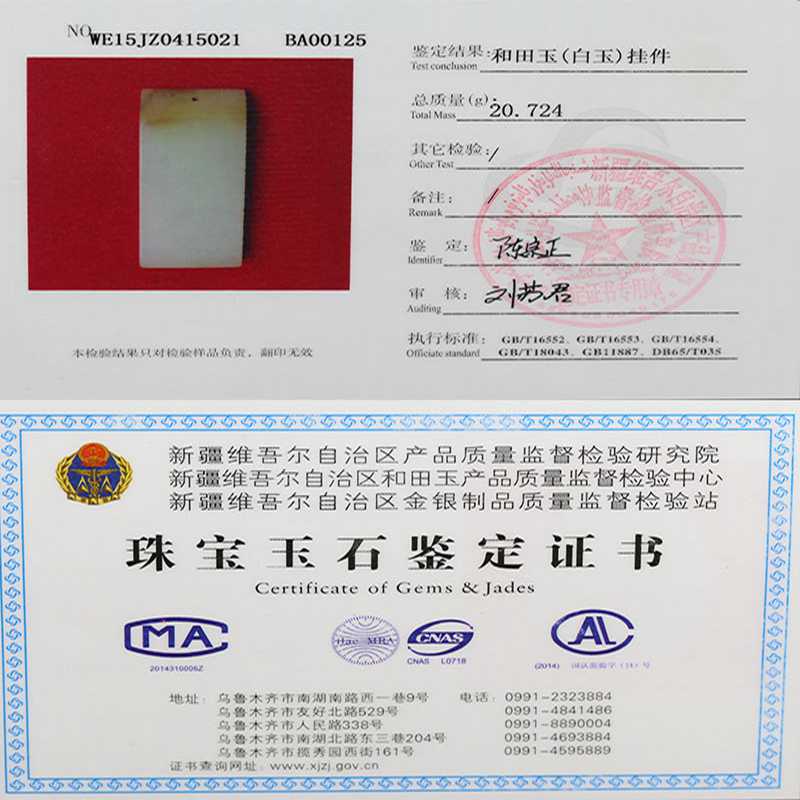 NO. WE15JZ0415021 BA00125
鉴定结果: 和田玉(白玉)挂件
Test conclusion
总质量(g): 20.724
Total Mass
其它检验: /
Other Test
备注: /
Remark
鉴 定: 陈宗正
Identifier
审 核:
Auditing
执行标准: GB/T16552、GB/T16553、GB/T16554、
Officiate standard GB/T18043、GB11887、DB65/T035
本检验结果只对检验样品负责，翻印无效
新疆维吾尔自治区产品质量监督检验研究院
新疆维吾尔自治区和田玉产品质量监督检验中心
新疆维吾尔自治区金银制品质量监督检验站
珠宝玉石鉴定证书
Certificate of Gems & Jades
CMA
ilac-MRA
CNAS
CAL
2014310006Z
CNAS L0718
(2014) 国认监验字 号
地址: 乌鲁木齐市南湖南路西一巷9号 电话: 0991-2323884
乌鲁木齐市友好北路529号 0991-4841486
乌鲁木齐市人民路338号 0991-8890004
乌鲁木齐市南湖北路东三巷204号 0991-4693884
乌鲁木齐市揽秀园西街161号 0991-4595889
证书查询网址: www.xjzj.gov.cn